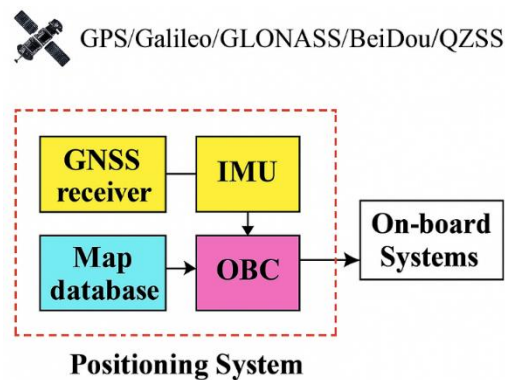 GPS/Galileo/GLONASS/BeiDou/QZSS
GNSS
receiver
IMU
Map
database
OBC
On-board
Systems
Positioning System